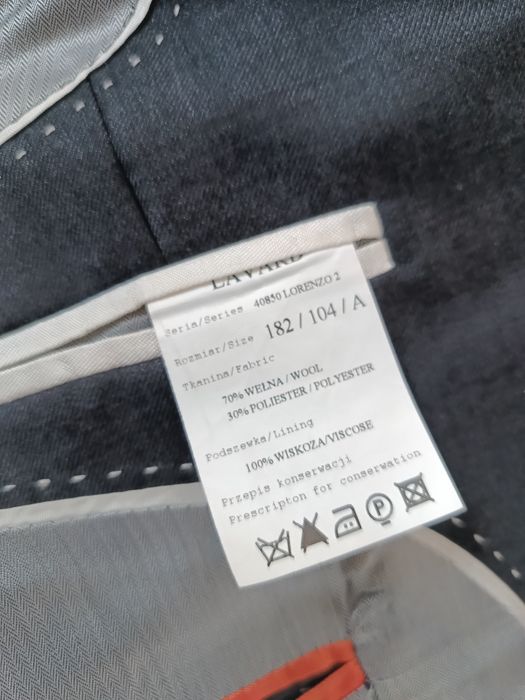 LAVARD
Seria/Series 40850 LORENZO 2
Rozmiar/Size 182 / 104 / A
Tkanina/Fabric
70% WEŁNA / WOOL
30% POLIESTER / POLYESTER
Podszewka/Lining
100% WISKOZA/VISCOSE
Przepis konserwacji
Prescripton for conserwation
P